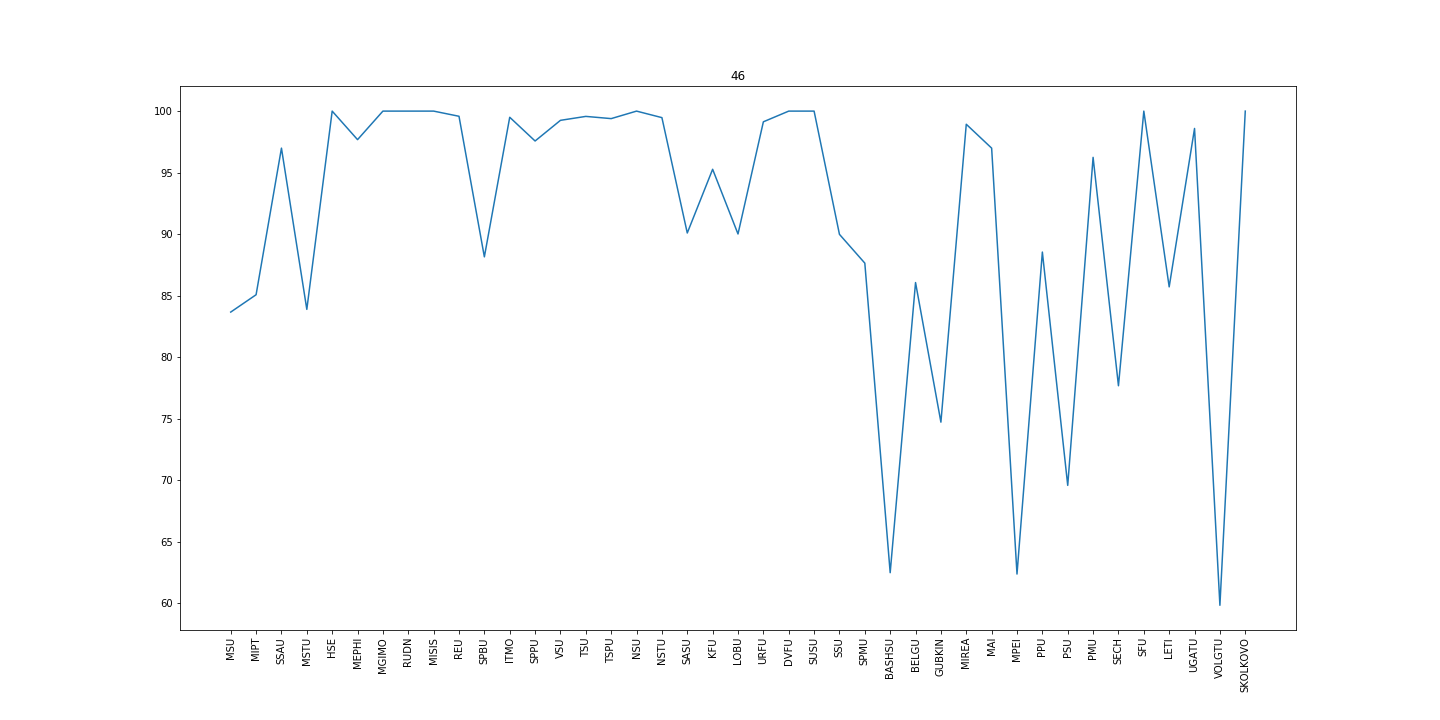 46
100
95
90
85
80
75
70
65
60
MSU
MIPT
SSAU
MSTU
HSE
MEPHI
MGIMO
RUDN
MISIS
REU
SPBU
ITMO
SPPU
VSU
TSU
TSPU
NSU
NSTU
SASU
KFU
LOBU
URFU
DVFU
SUSU
SSU
SPMU
BASHSU
BELGU
GUBKIN
MIREA
MAI
MPEI
PPU
PSU
PMU
SECH
SFU
LETI
UGATU
VOLGTU
SKOLKOVO